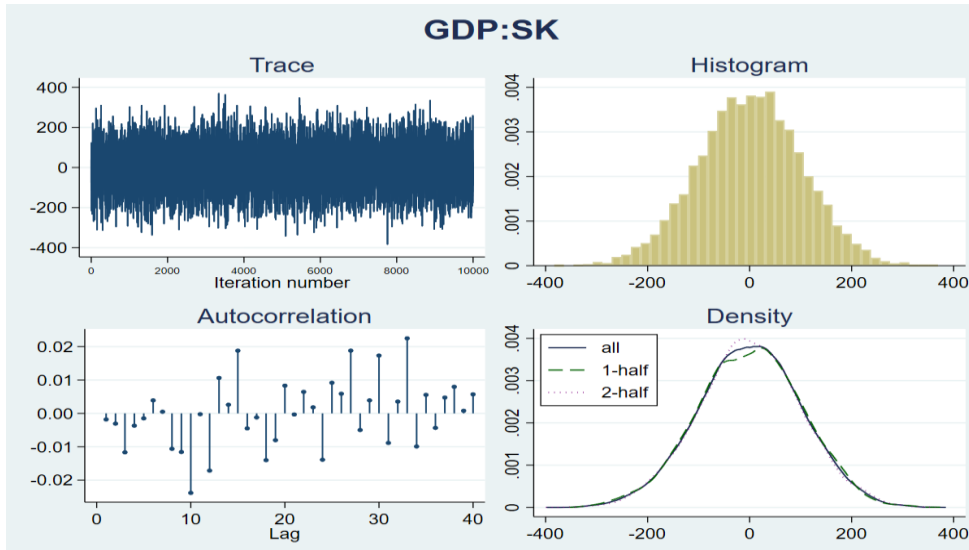 GDP:SK
Trace
400
200
0
-200
-400
0 2000 4000 6000 8000 10000
Iteration number
Histogram
.004
.003
.002
.001
0
-400 -200 0 200 400
Autocorrelation
0.02
0.01
0.00
-0.01
-0.02
0 10 20 30 40
Lag
Density
.004
.003
.002
.001
0
all
1-half
2-half
-400 -200 0 200 400